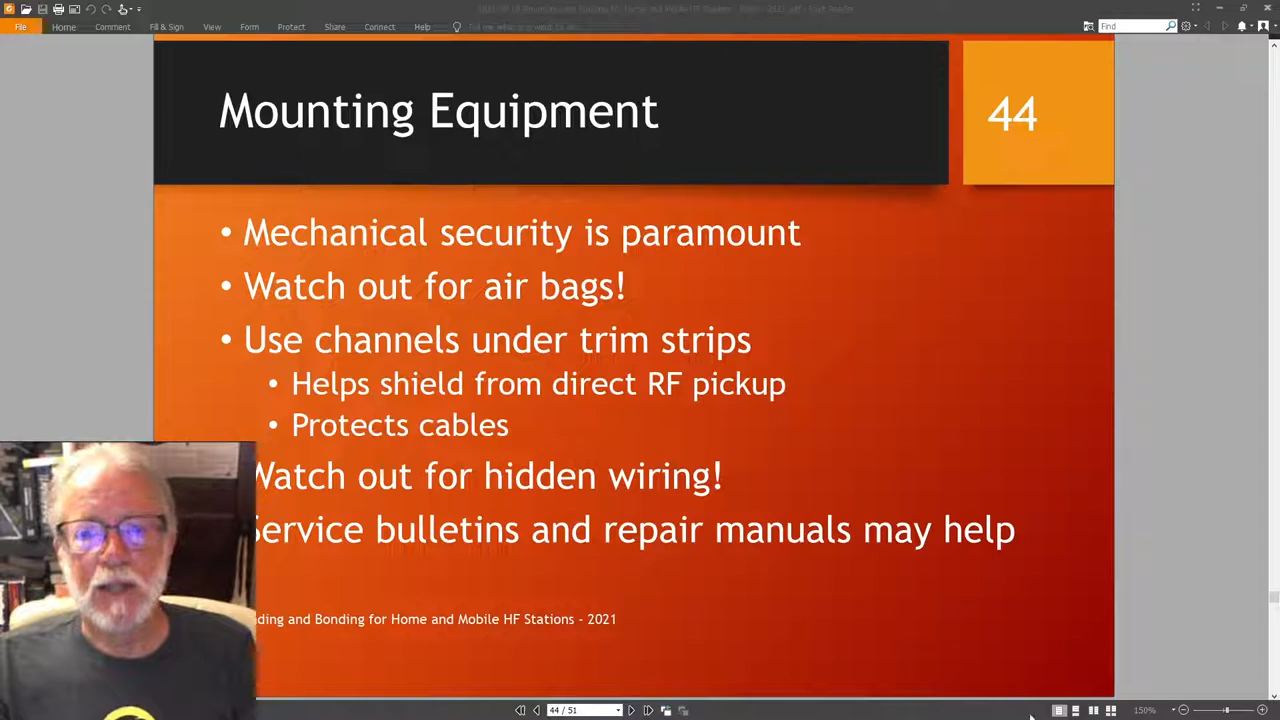 File Home Comment Fill & Sign View Form Protect Share Connect Help Find
Mounting Equipment
44
• Mechanical security is paramount
• Watch out for air bags!
• Use channels under trim strips
• Helps shield from direct RF pickup
• Protects cables
Watch out for hidden wiring!
Service bulletins and repair manuals may help
nding and Bonding for Home and Mobile HF Stations - 2021
44 / 51
150%